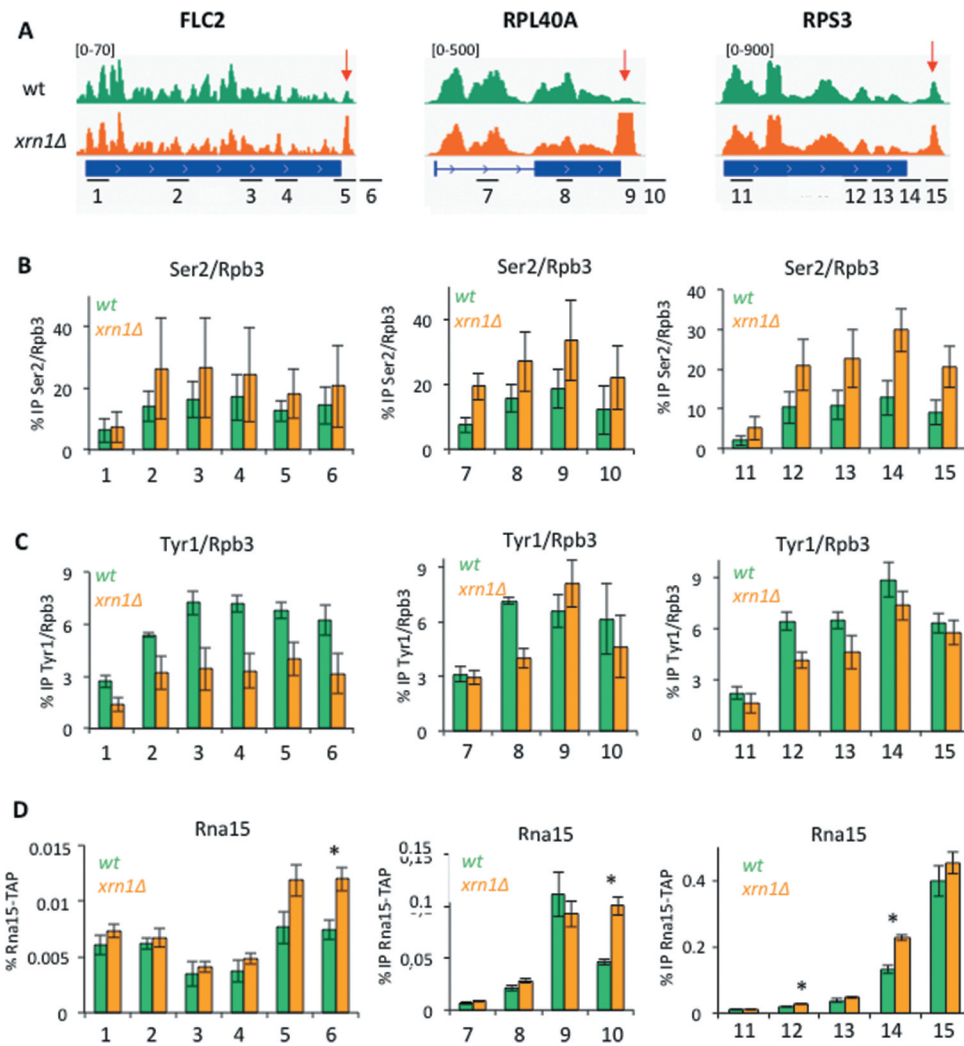 A
FLC2 RPL40A RPS3
[0-70] [0-500] [0-900]
wt
xrn1Δ
1 2 3 4 5 6 7 8 9 10 11 12 13 14 15
B
Ser2/Rpb3 Ser2/Rpb3 Ser2/Rpb3
% IP Ser2/Rpb3
40
20
0
wt
xrn1Δ
1 2 3 4 5 6
% IP Ser2/Rpb3
60
40
20
0
wt
xrn1Δ
7 8 9 10
% IP Ser2/Rpb3
40
30
20
10
0
wt
xrn1Δ
11 12 13 14 15
C
Tyr1/Rpb3 Tyr1/Rpb3 Tyr1/Rpb3
% IP Tyr1/Rpb3
9
6
3
0
wt
xrn1Δ
1 2 3 4 5 6
% IP Tyr1/Rpb3
9
6
3
0
wt
xrn1Δ
7 8 9 10
% IP Tyr1/Rpb3
9
6
3
0
wt
xrn1Δ
11 12 13 14 15
D
Rna15 Rna15 Rna15
% Rna15-TAP
0.015
0.01
0.005
0
wt
xrn1Δ
*
1 2 3 4 5 6
% IP Rna15-TAP
0.15
0,15
0,1
0,05
0
wt
xrn1Δ
*
7 8 9 10
% IP Rna15-TAP
0.4
0.2
0
wt
xrn1Δ
* *
11 12 13 14 15